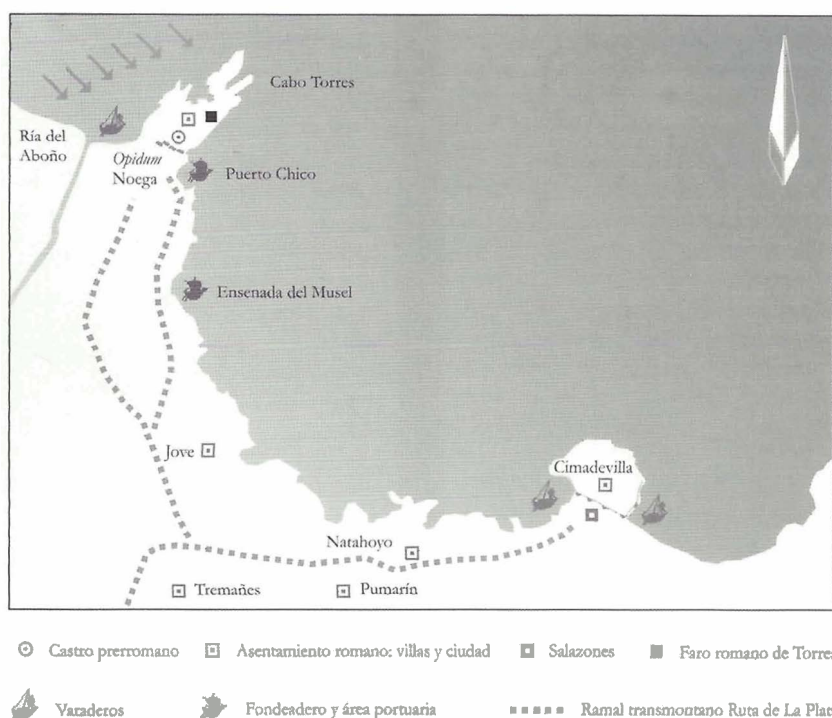 Cabo Torres
Ría del
Aboño
Opidum
Noega
Puerto Chico
Ensenada del Musel
Jove
Cimadevilla
Natahoyo
Tremañes
Pumarín
Castro prerromano
Asentamiento romano: villas y ciudad
Salazones
Faro romano de Torres
Varaderos
Fondeadero y área portuaria
Ramal transmontano Ruta de La Plat